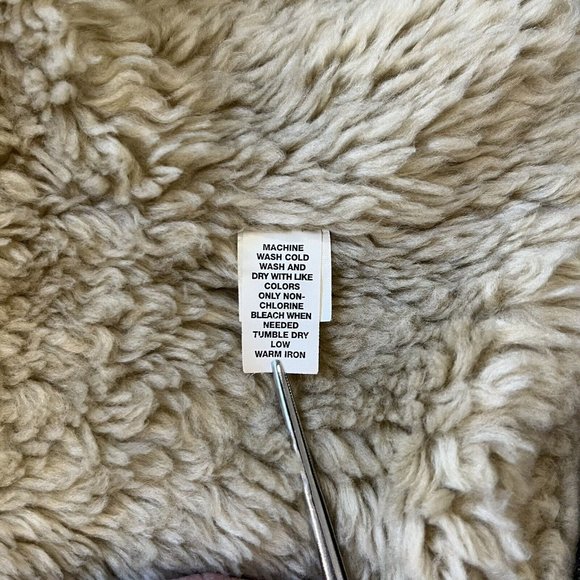 MACHINE
WASH COLD
WASH AND
DRY WITH LIKE
COLORS
ONLY NON-
CHLORINE
BLEACH WHEN
NEEDED
TUMBLE DRY
LOW
WARM IRON